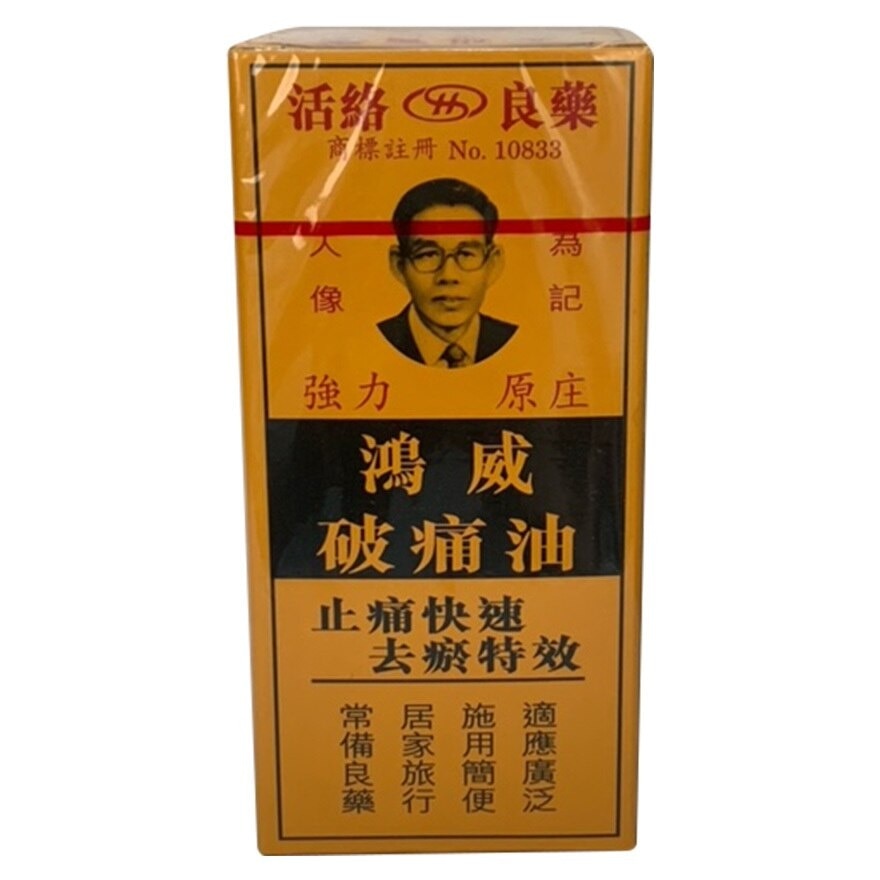 活絡 良藥
商標註冊 No. 10833
人像 為記
強力 原庄
鴻威
破痛油
止痛快速
去瘀特效
適應廣泛
施用簡便
居家旅行
常備良藥